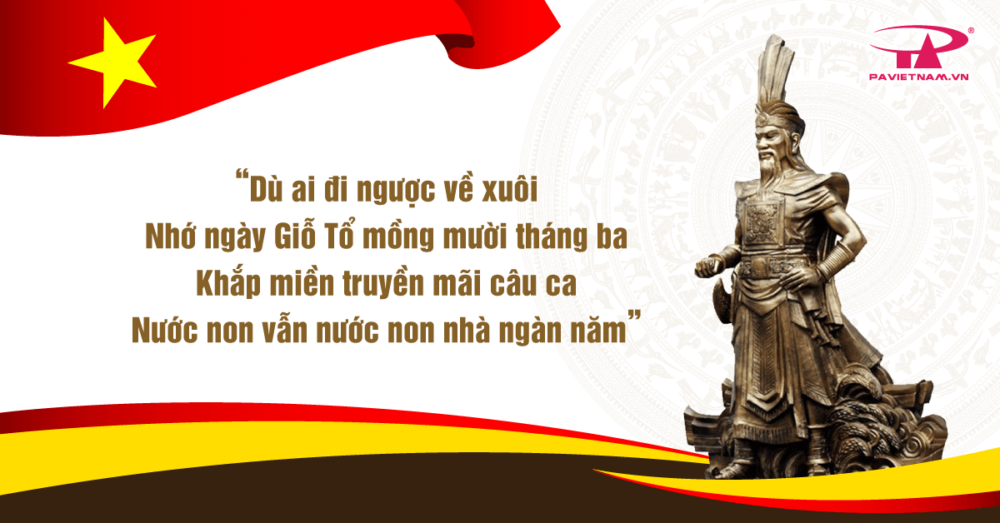 PAVIETNAM.VN
“Dù ai đi ngược về xuôi
Nhớ ngày Giỗ Tổ mồng mười tháng ba
Khắp miền truyền mãi câu ca
Nước non vẫn nước non nhà ngàn năm”